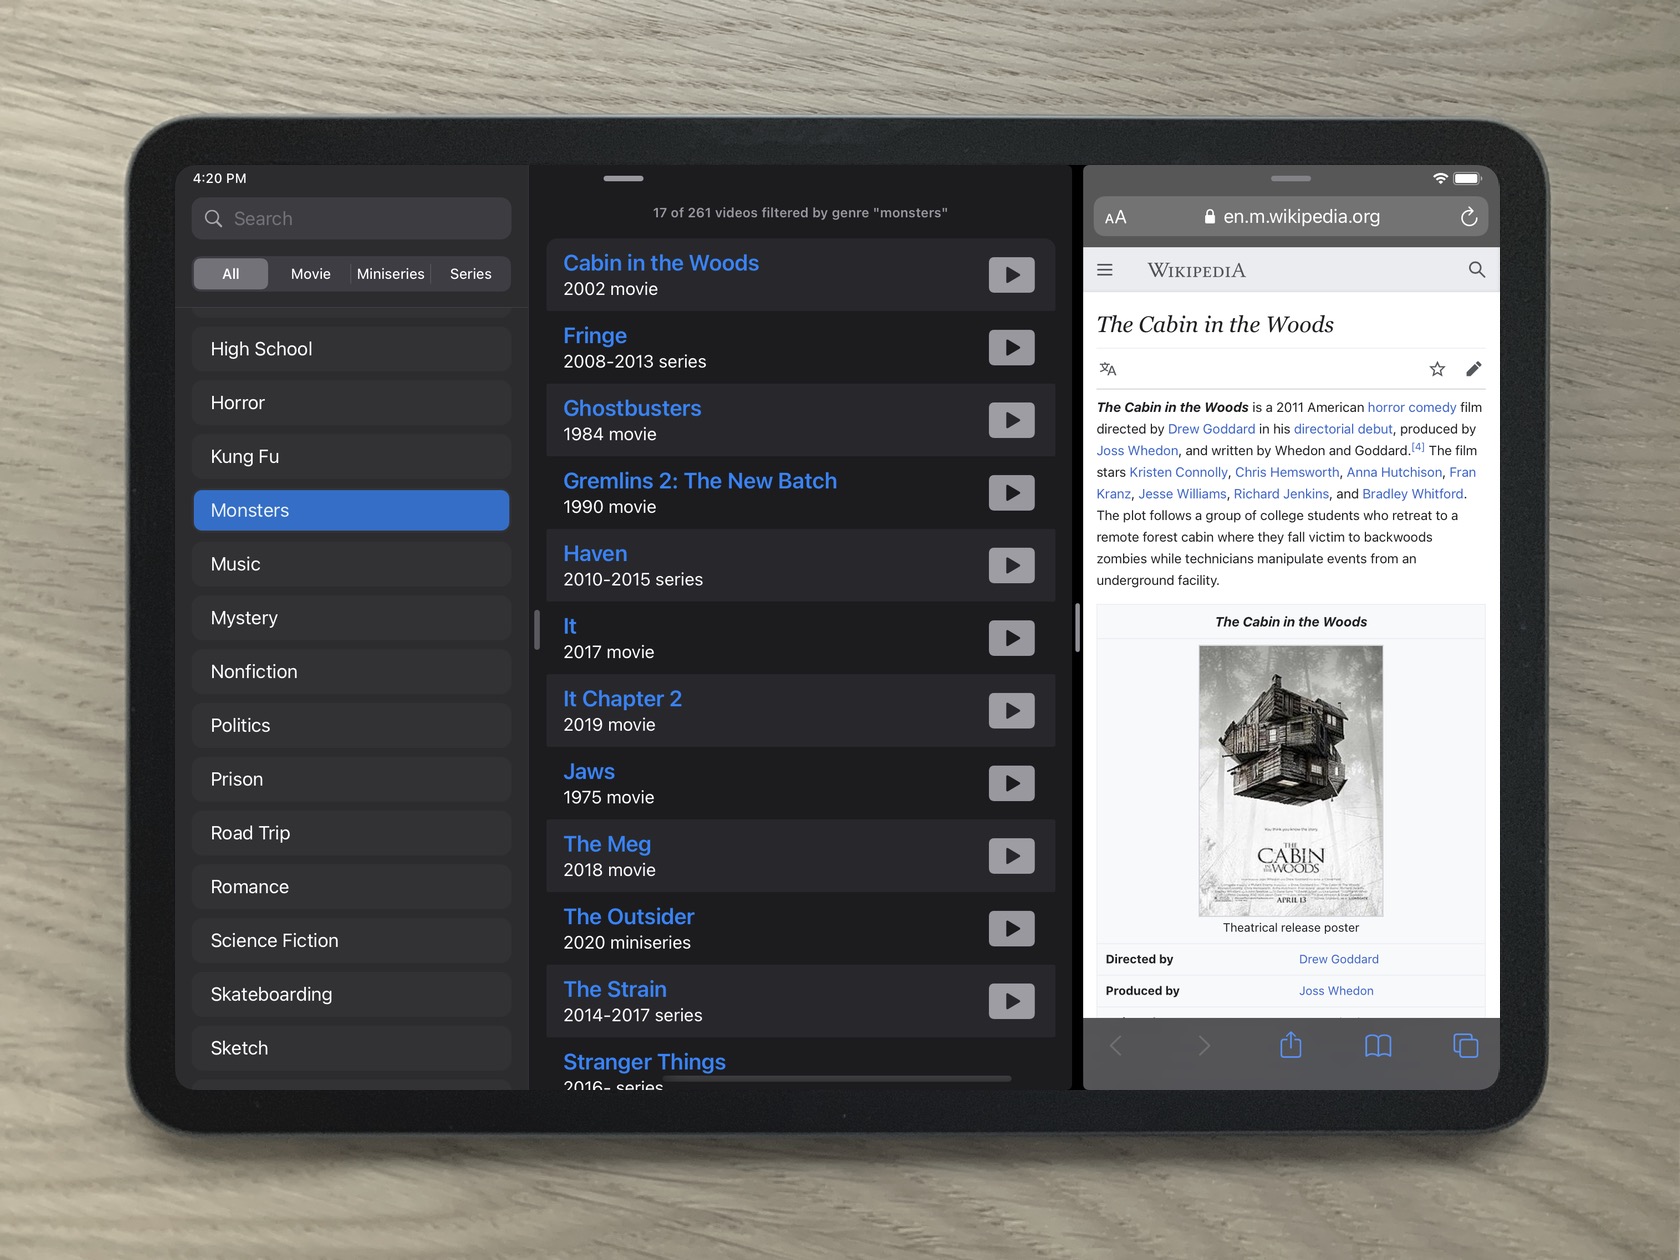 4:20 PM
Search
All Movie Miniseries Series
High School
Horror
Kung Fu
Monsters
Music
Mystery
Nonfiction
Politics
Prison
Road Trip
Romance
Science Fiction
Skateboarding
Sketch
17 of 261 videos filtered by genre "monsters"
Cabin in the Woods
2002 movie
Fringe
2008-2013 series
Ghostbusters
1984 movie
Gremlins 2: The New Batch
1990 movie
Haven
2010-2015 series
It
2017 movie
It Chapter 2
2019 movie
Jaws
1975 movie
The Meg
2018 movie
The Outsider
2020 miniseries
The Strain
2014-2017 series
Stranger Things
2016- series
AA en.m.wikipedia.org
WIKIPEDIA
The Cabin in the Woods
The Cabin in the Woods is a 2011 American horror comedy film
directed by Drew Goddard in his directorial debut, produced by
Joss Whedon, and written by Whedon and Goddard.[4] The film
stars Kristen Connolly, Chris Hemsworth, Anna Hutchison, Fran
Kranz, Jesse Williams, Richard Jenkins, and Bradley Whitford.
The plot follows a group of college students who retreat to a
remote forest cabin where they fall victim to backwoods
zombies while technicians manipulate events from an
underground facility.
The Cabin in the Woods
You think you know the story.
THE
CABIN
IN THE WOODS
APRIL 13
Theatrical release poster
Directed by Drew Goddard
Produced by Joss Whedon